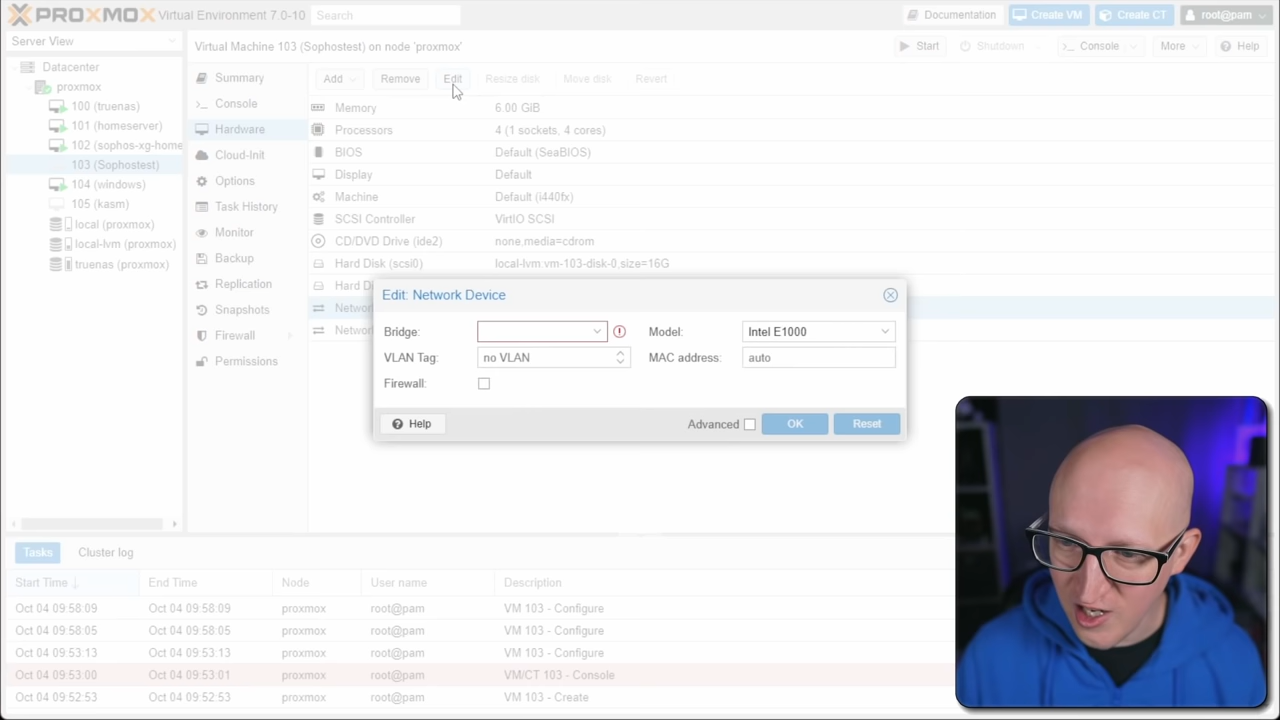 PROXMOX Virtual Environment 7.0-10 Search Documentation Create VM Create CT root@pam
Server View
Virtual Machine 103 (Sophostest) on node 'proxmox' Start Shutdown Console More Help
Datacenter
proxmox
100 (truenas)
101 (homeserver)
102 (sophos-xg-home
103 (Sophostest)
104 (windows)
105 (kasm)
local (proxmox)
local-lvm (proxmox)
truenas (proxmox)
Summary
Console
Hardware
Cloud-Init
Options
Task History
Monitor
Backup
Replication
Snapshots
Firewall
Permissions
Add Remove Edit Resize disk Move disk Revert
Memory 6.00 GiB
Processors 4 (1 sockets, 4 cores)
BIOS Default (SeaBIOS)
Display Default
Machine Default (i440fx)
SCSI Controller VirtIO SCSI
CD/DVD Drive (ide2) none,media=cdrom
Hard Disk (scsi0) local-lvm:vm-103-disk-0,size=16G
Hard Di
Netwo
Netwo
Edit: Network Device
Bridge: Model: Intel E1000
VLAN Tag: no VLAN MAC address: auto
Firewall:
Help Advanced OK Reset
Tasks Cluster log
Start Time End Time Node User name Description
Oct 04 09:58:09 Oct 04 09:58:09 proxmox root@pam VM 103 - Configure
Oct 04 09:58:05 Oct 04 09:58:05 proxmox root@pam VM 103 - Configure
Oct 04 09:53:13 Oct 04 09:53:13 proxmox root@pam VM 103 - Configure
Oct 04 09:53:00 Oct 04 09:53:01 proxmox root@pam VM/CT 103 - Console
Oct 04 09:52:53 Oct 04 09:52:53 proxmox root@pam VM 103 - Create